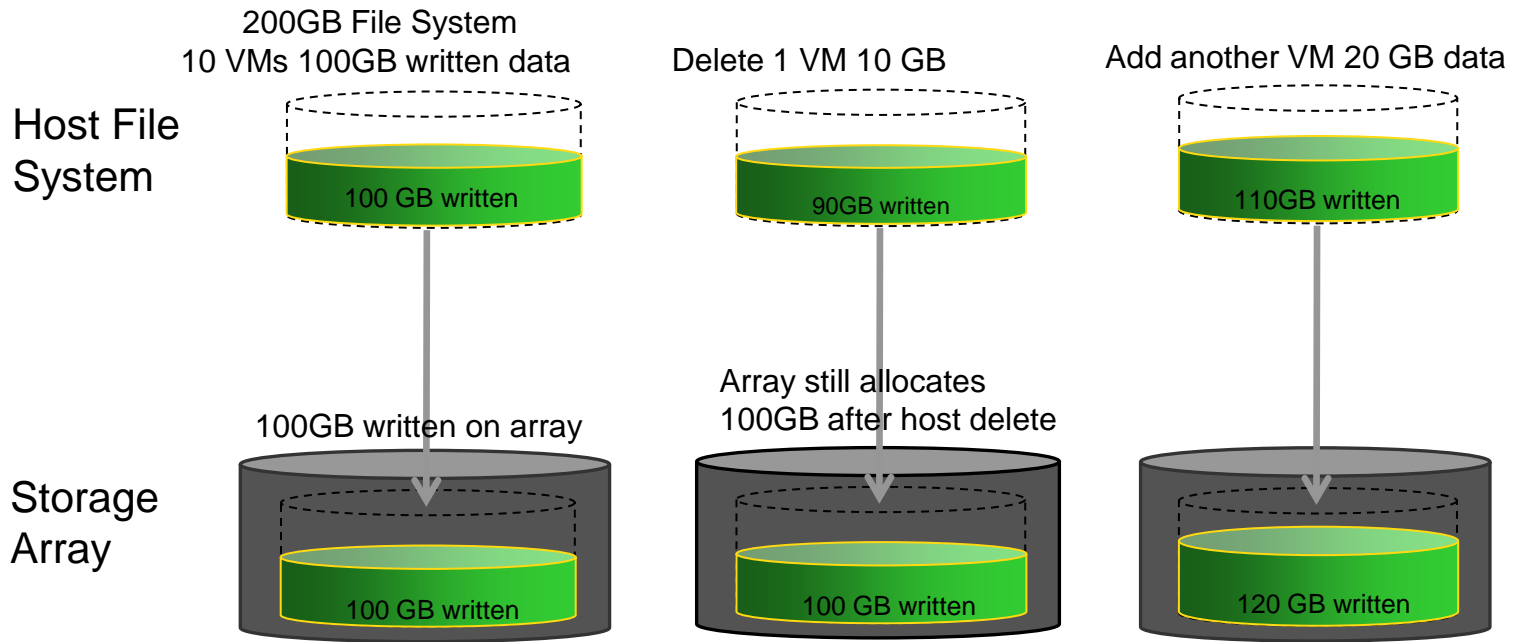 200GB File System
10 VMs 100GB written data
Delete 1 VM 10 GB
Add another VM 20 GB data
Host File
System
100 GB written
90GB written
110GB written
Array still allocates
100GB after host delete
100GB written on array
Storage
Array
100 GB written
100 GB written
120 GB written